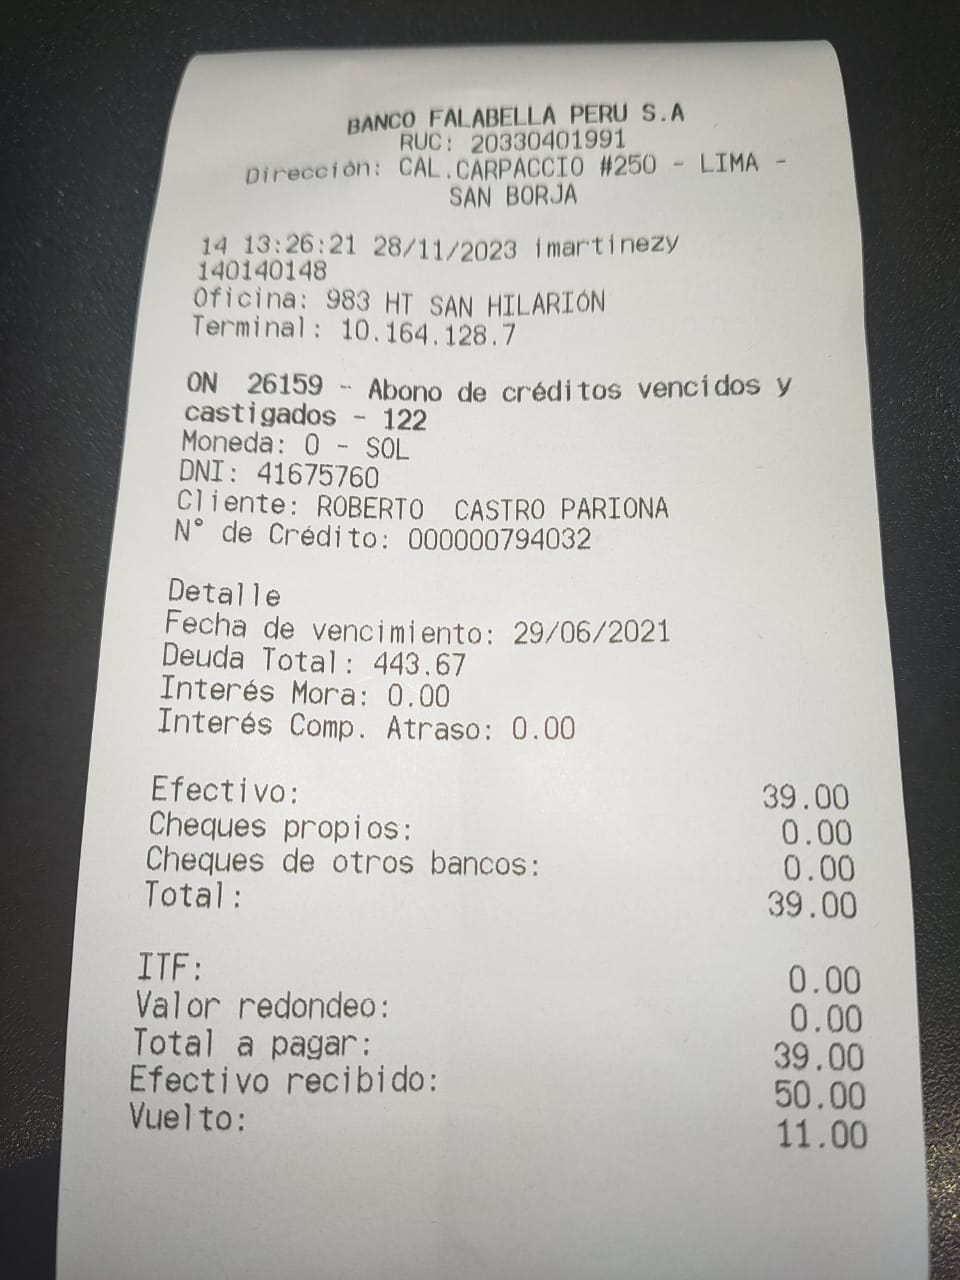 BANCO FALABELLA PERU S.A
RUC: 20330401991
Dirección: CAL.CARPACCIO #250 - LIMA -
SAN BORJA
14 13:26:21 28/11/2023 imartinezy
140140148
Oficina: 983 HT SAN HILARIÓN
Terminal: 10.164.128.7
ON 26159 - Abono de créditos vencidos y
castigados - 122
Moneda: 0 - SOL
DNI: 41675760
Cliente: ROBERTO CASTRO PARIONA
N° de Crédito: 000000794032
Detalle
Fecha de vencimiento: 29/06/2021
Deuda Total: 443.67
Interés Mora: 0.00
Interés Comp. Atraso: 0.00
Efectivo: 39.00
Cheques propios: 0.00
Cheques de otros bancos: 0.00
Total: 39.00
ITF: 0.00
Valor redondeo: 0.00
Total a pagar: 39.00
Efectivo recibido: 50.00
Vuelto: 11.00